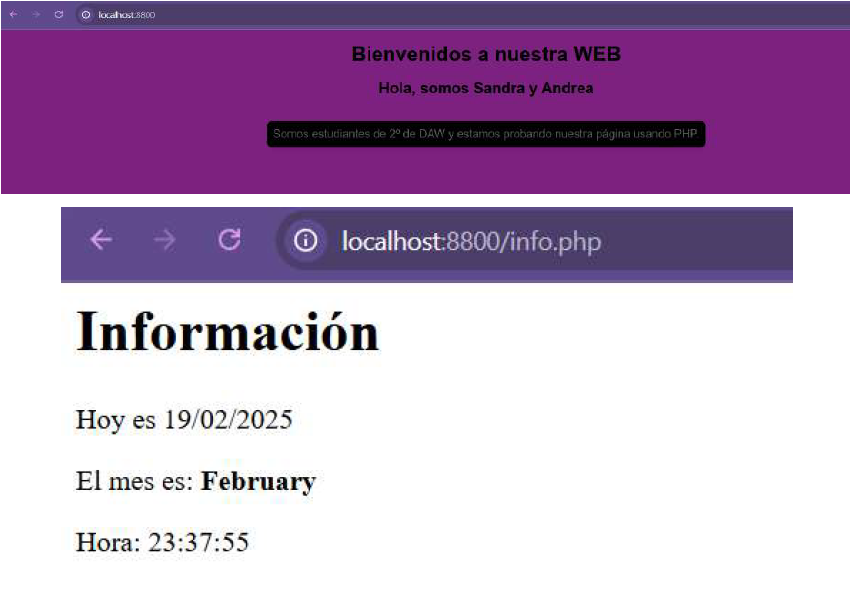 localhost:8800
Bienvenidos a nuestra WEB
Hola, somos Sandra y Andrea
Somos estudiantes de 2º de DAW y estamos probando nuestra página usando PHP.
localhost:8800/info.php
Información
Hoy es 19/02/2025
El mes es: February
Hora: 23:37:55